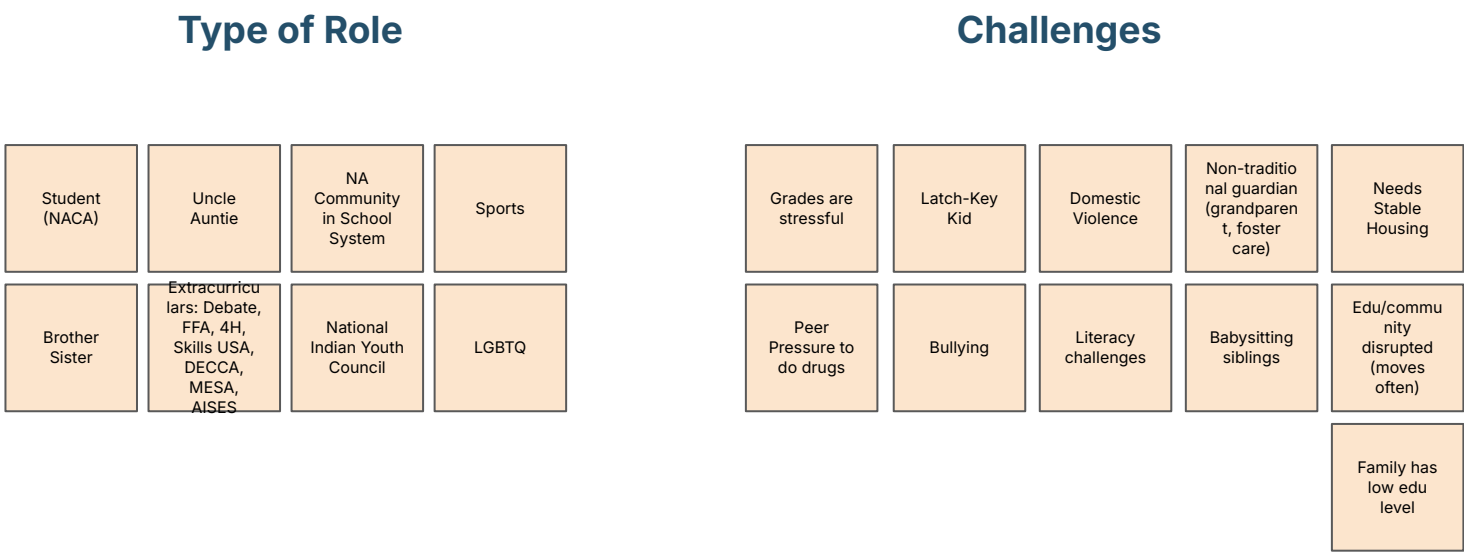 Type of Role
Challenges
Student
(NACA)
Uncle
Auntie
NA
Community
in School
System
Sports
Grades are
stressful
Latch-Key
Kid
Domestic
Violence
Non-traditio
nal guardian
(grandparen
t, foster
care)
Needs
Stable
Housing
Brother
Sister
Extracurricu
lars: Debate,
FFA, 4H,
Skills USA,
DECCA,
MESA,
AISES
National
Indian Youth
Council
LGBTQ
Peer
Pressure to
do drugs
Bullying
Literacy
challenges
Babysitting
siblings
Edu/commu
nity
disrupted
(moves
often)
Family has
low edu
level